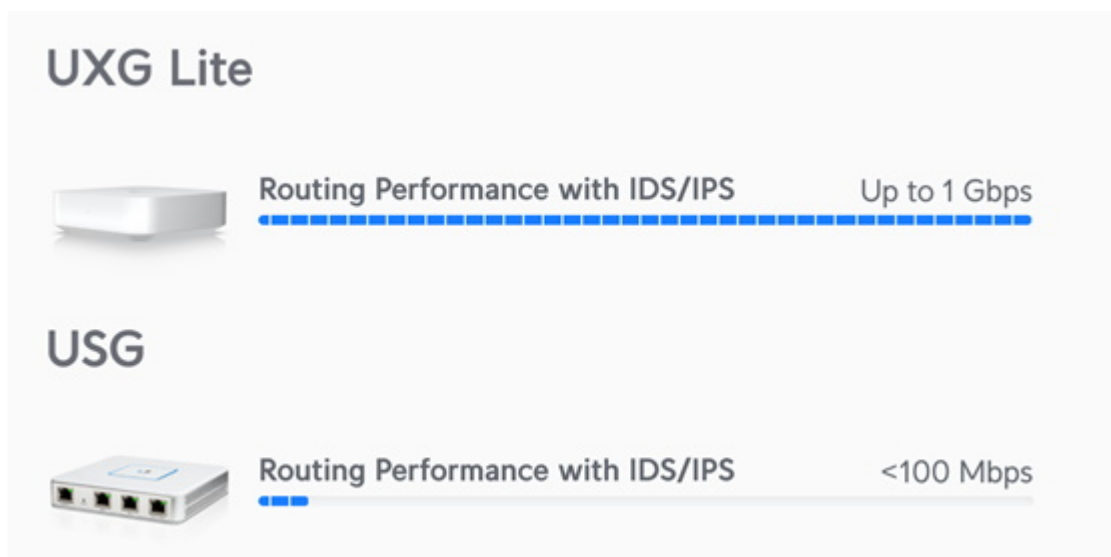 UXG Lite
Routing Performance with IDS/IPS Up to 1 Gbps
USG
Routing Performance with IDS/IPS <100 Mbps